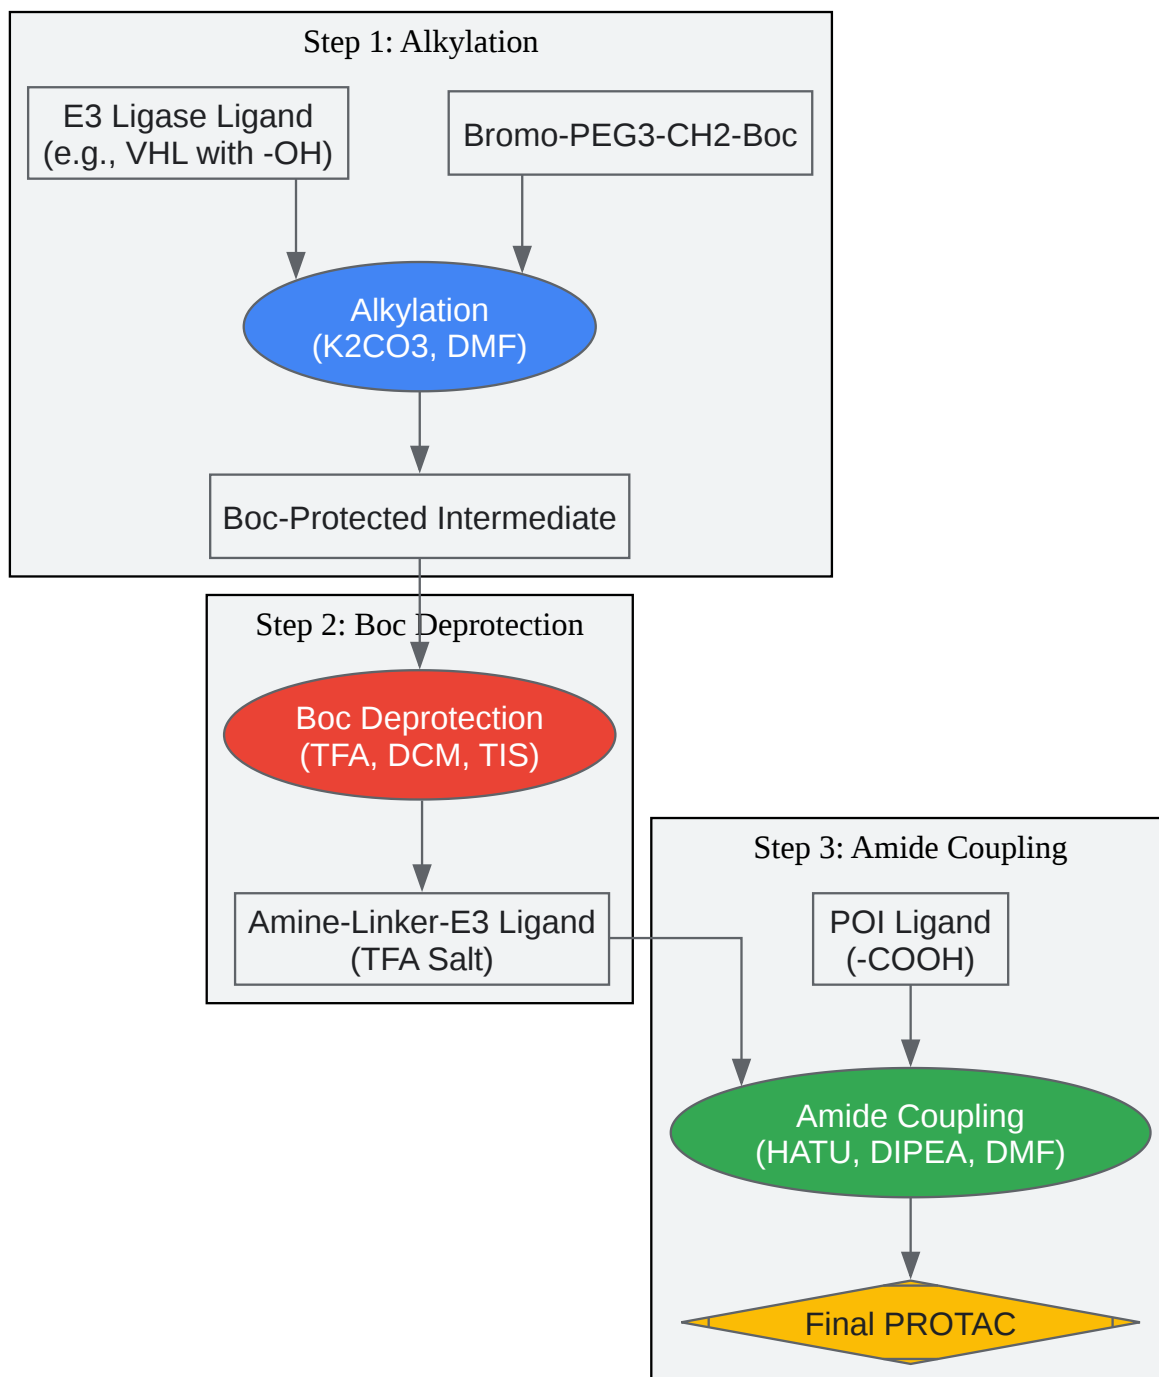 Step 1: Alkylation
E3 Ligase Ligand
(e.g., VHL with -OH)
Bromo-PEG3-CH2-Boc
Alkylation
(K2CO3, DMF)
Boc-Protected Intermediate
Step 2: Boc Deprotection
Boc Deprotection
(TFA, DCM, TIS)
Amine-Linker-E3 Ligand
(TFA Salt)
Step 3: Amide Coupling
POI Ligand
(-COOH)
Amide Coupling
(HATU, DIPEA, DMF)
Final PROTAC